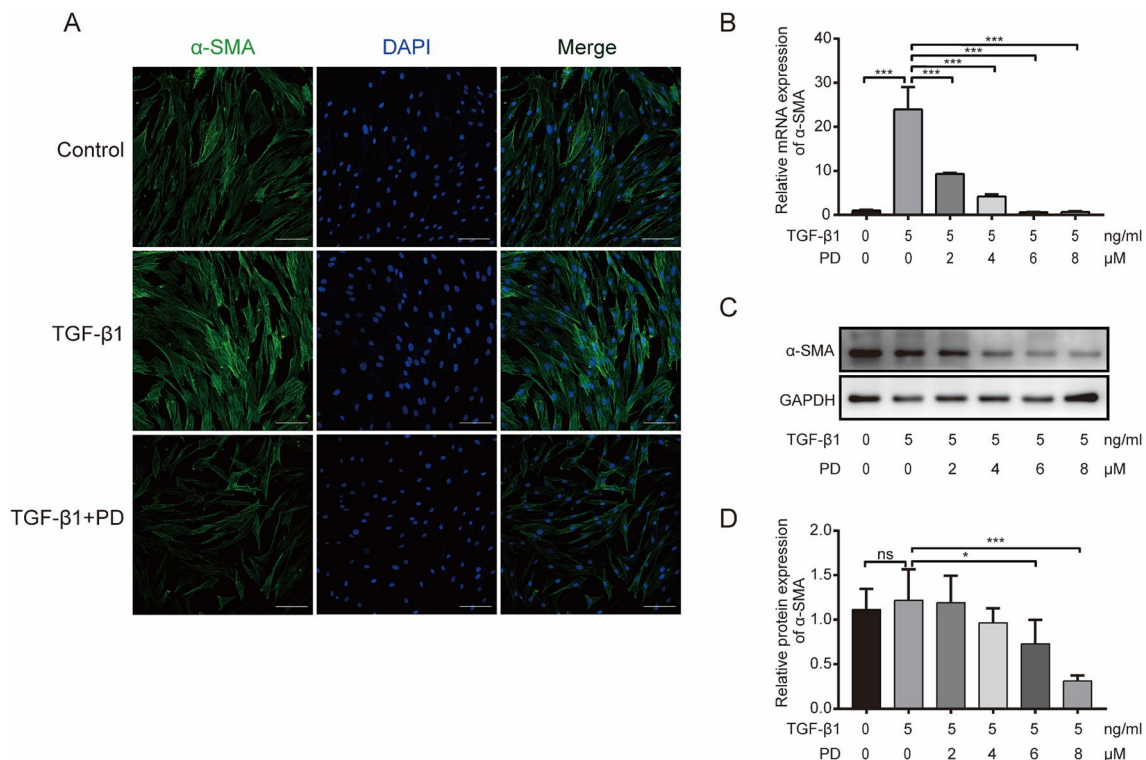 A
α-SMA DAPI Merge
Control
TGF-β1
TGF-β1+PD
B
Relative mRNA expression
of α-SMA
40
30
20
10
0
*** *** *** *** ***
TGF-β1 0 5 5 5 5 5 ng/ml
PD 0 0 2 4 6 8 μM
C
α-SMA
GAPDH
TGF-β1 0 5 5 5 5 5 ng/ml
PD 0 0 2 4 6 8 μM
D
Relative protein expression
of α-SMA
2.0
1.5
1.0
0.5
0.0
ns * ***
TGF-β1 0 5 5 5 5 5 ng/ml
PD 0 0 2 4 6 8 μM